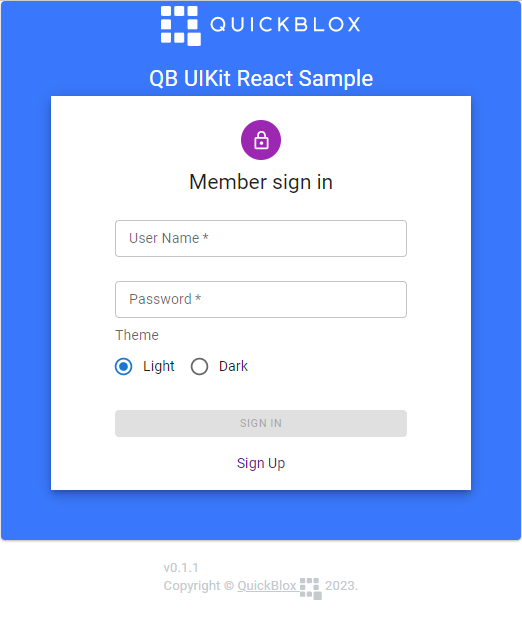 QUICKBLOX
QB UIKit React Sample
Member sign in
User Name *
Password *
Theme
Light Dark
SIGN IN
Sign Up
v0.1.1
Copyright © QuickBlox 2023.